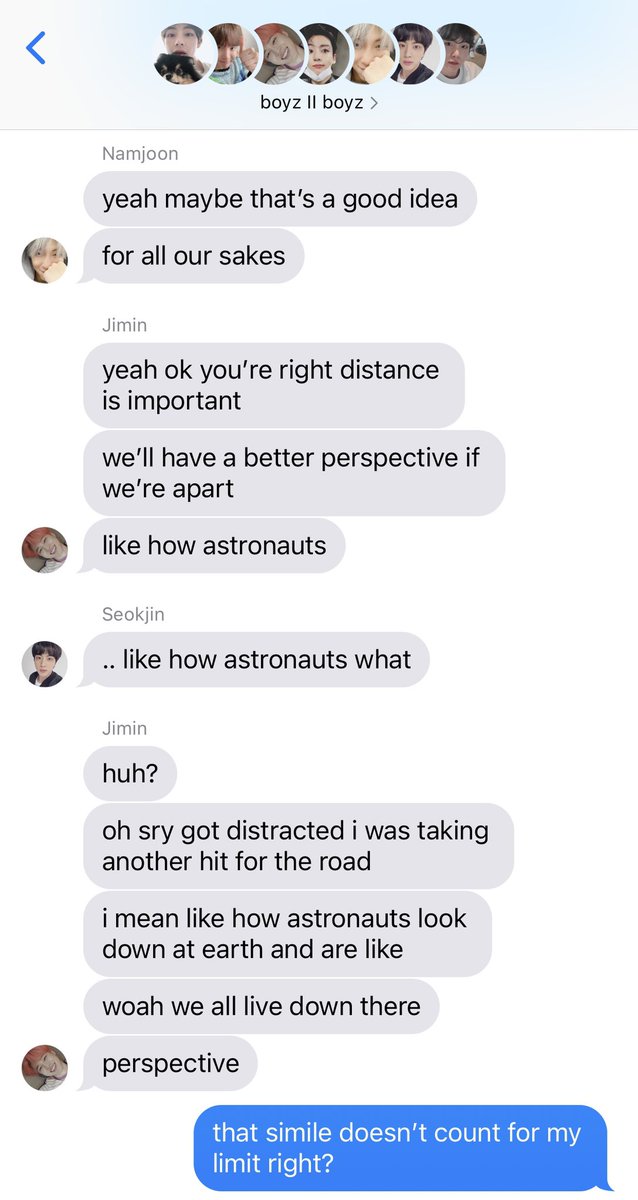 boyz II boyz
Namjoon
yeah maybe that’s a good idea
for all our sakes
Jimin
yeah ok you’re right distance
is important
we’ll have a better perspective if
we’re apart
like how astronauts
Seokjin
.. like how astronauts what
Jimin
huh?
oh sry got distracted i was taking
another hit for the road
i mean like how astronauts look
down at earth and are like
woah we all live down there
perspective
that simile doesn’t count for my
limit right?